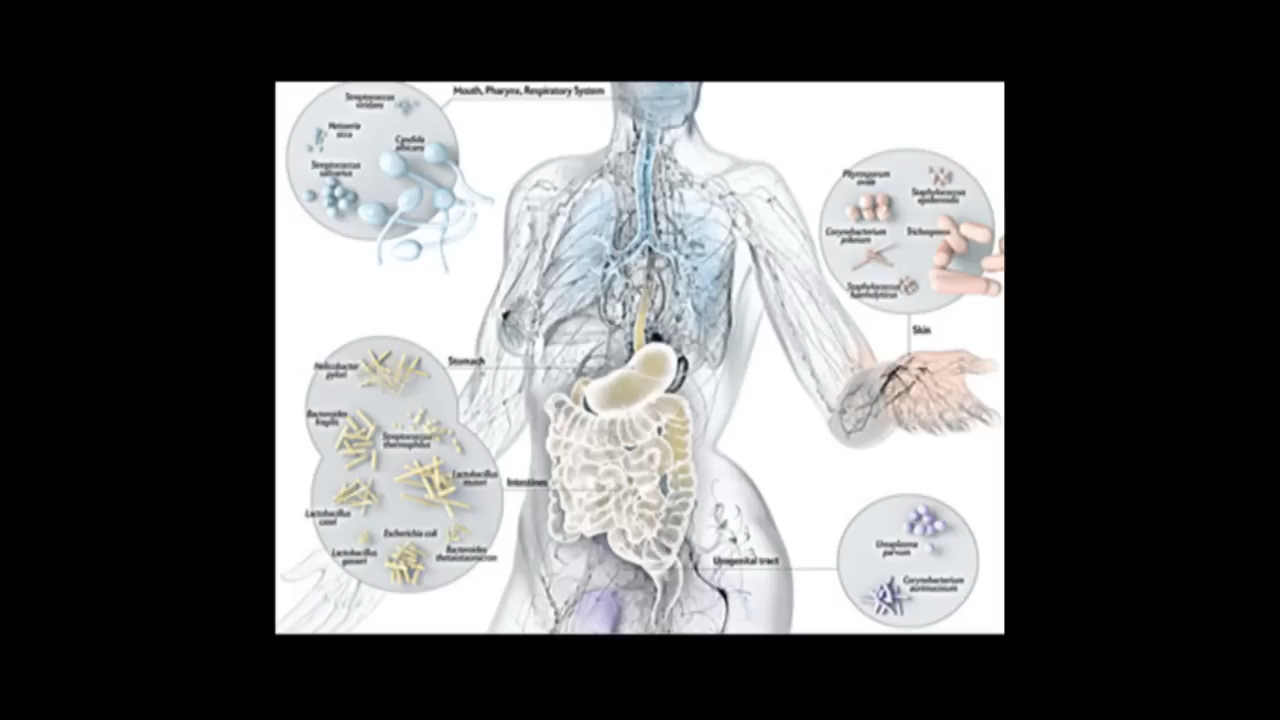 Mouth, Pharynx, Respiratory System
Streptococcus
viridans
Neisseria
sicca
Candida
albicans
Streptococcus
salivarius
Pityrosporum
ovale
Staphylococcus
epidermidis
Corynebacterium
jeikeium
Trichosporon
Staphylococcus
haemolyticus
Skin
Stomach
Helicobacter
pylori
Bacteroides
fragilis
Streptococcus
thermophilus
Lactobacillus
reuteri
Intestines
Lactobacillus
casei
Escherichia coli
Lactobacillus
gasseri
Bacteroides
thetaiotaomicron
Urogenital tract
Ureaplasma
parvum
Corynebacterium
aurimucosum